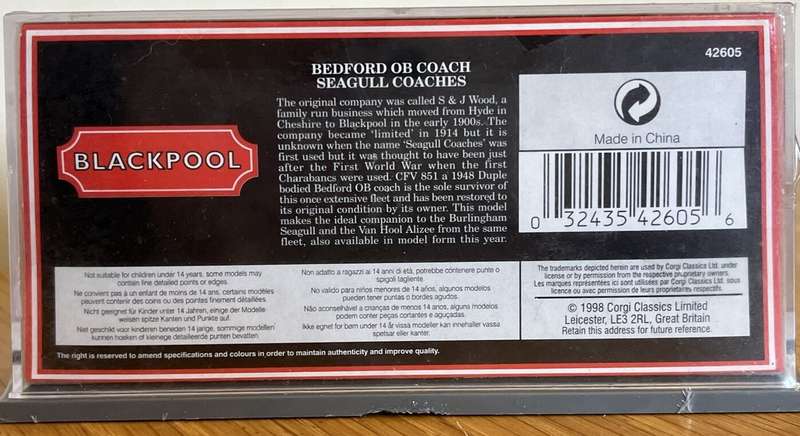 42605
BEDFORD OB COACH
SEAGULL COACHES
The original company was called S & J Wood, a
family run business which moved from Hyde in
Cheshire to Blackpool in the early 1900s. The
company became ‘limited’ in 1914 but it is
unknown when the name ‘Seagull Coaches’ was
first used but it was thought to have been just
after the First World War when the first
Charabancs were used. CFV 851 a 1948 Duple
bodied Bedford OB coach is the sole survivor of
this once extensive fleet and has been restored to
its original condition by its owner. This model
makes the ideal companion to the Burlingham
Seagull and the Van Hool Alizee from the same
fleet, also available in model form this year.
BLACKPOOL
Made in China
0 32435 42605 6
Not suitable for children under 14 years, some models may
contain fine detailed points or edges.
Ne convient pas à un enfant de moins de 14 ans, certains modèles
peuvent contenir des coins ou des pointes finement détaillées.
Nicht geeignet für Kinder unter 14 Jahren, einige der Modelle
weisen spitze Kanten und Punkte auf.
Niet geschikt voor kinderen beneden 14 jarige, sommige modellen
kunnen hoeken of kleinege detailleerde punten bevatten
Non adatto a ragazzi ai 14 anni di età, potrebbe contenere punte o
spigoli tagliente.
No valido para niños menores de 14 años, algunos modelos
pueden tener puntas o bordes agudos.
Não aconselhável a crianças de menos 14 anos, alguns modelos
podem conter peças cortantes e aguçadas.
Ikke egnet for børn under 14 år vissa modeller kan innehaller vassa
spetsar eller kanter.
The trademarks depicted herein are used by Corgi Classics Ltd. under
license or by permission from the respective proprietary owners.
Les marques représentées ici sont utilisées par Corgi Classics Ltd. sous
licence ou avec permission de leurs propriétaires respectifs.
© 1998 Corgi Classics Limited
Leicester, LE3 2RL, Great Britain
Retain this address for future reference.
The right is reserved to amend specifications and colours in order to maintain authenticity and improve quality.